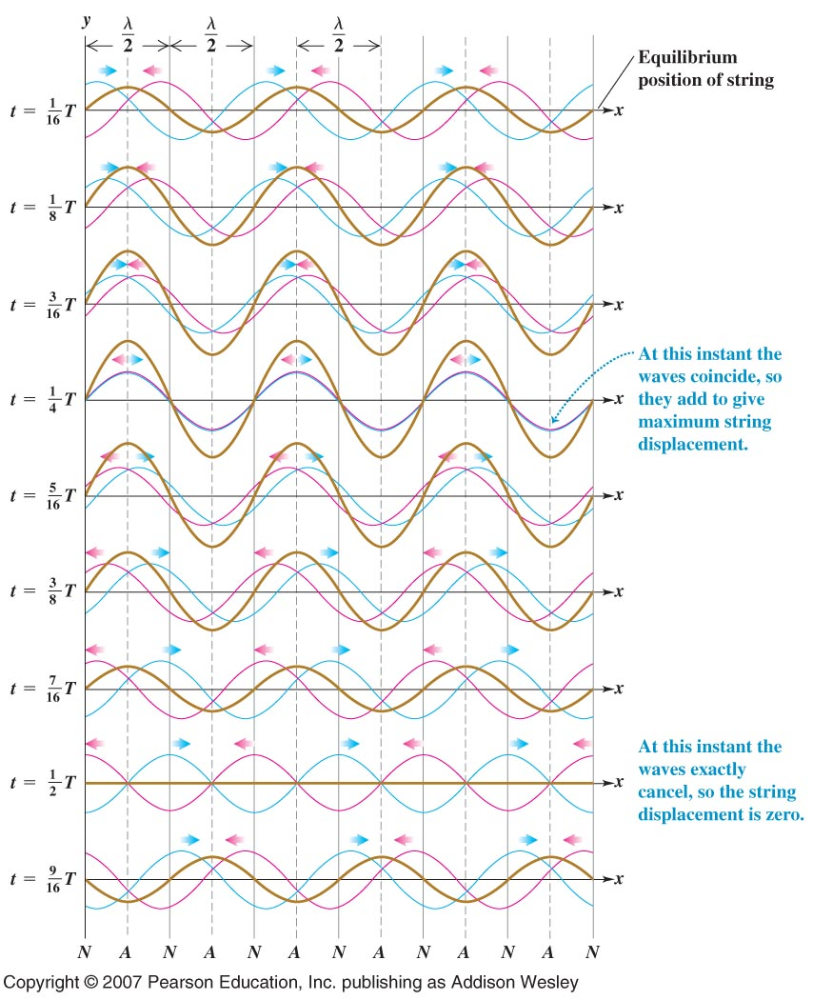 y
λ/2 λ/2 λ/2
Equilibrium
position of string
t = 1/16 T x
t = 1/8 T x
t = 3/16 T x
At this instant the
waves coincide, so
they add to give
maximum string
displacement.
t = 1/4 T x
t = 5/16 T x
t = 3/8 T x
t = 7/16 T x
At this instant the
waves exactly
cancel, so the string
displacement is zero.
t = 1/2 T x
t = 9/16 T x
N A N A N A N A N A N A N
Copyright © 2007 Pearson Education, Inc. publishing as Addison Wesley